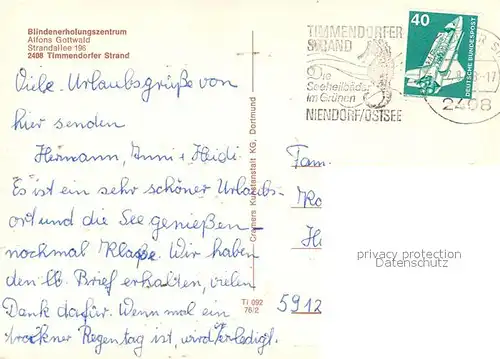 Blindenerholungszentrum
Alfons Gottwald
Strandallee 196
2408 Timmendorfer Strand
TIMMENDORFER
STRAND
Die
Seeheilbäder
im Grünen
NIENDORF/OSTSEE
40
DEUTSCHE BUNDESPOST
2408
Viele Urlaubsgrüße von
hier senden
Hermann, Anni + Heidi.
Es ist ein sehr schöner Urlaubs-
ort und die See genießen -
nochmal Klasse. Wir haben
den lb. Brief erhalten, vielen
Dank dafür. Wenn mal ein
trockner Regentag ist, wird erledigt.
Cramers Kunstanstalt KG, Dortmund
Ti 092
76/2
Fam.
5912
privacy protection
Datenschutz